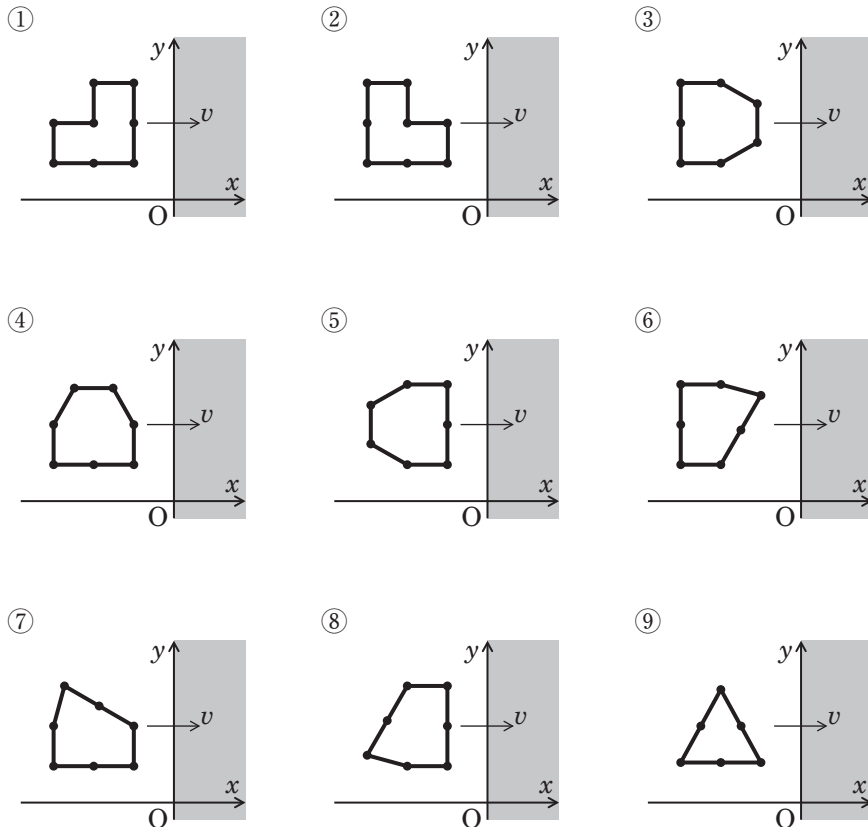 ① ② ③
y y y
v v v
x x x
O O O
④ ⑤ ⑥
y y y
v v v
x x x
O O O
⑦ ⑧ ⑨
y y y
v v v
x x x
O O O